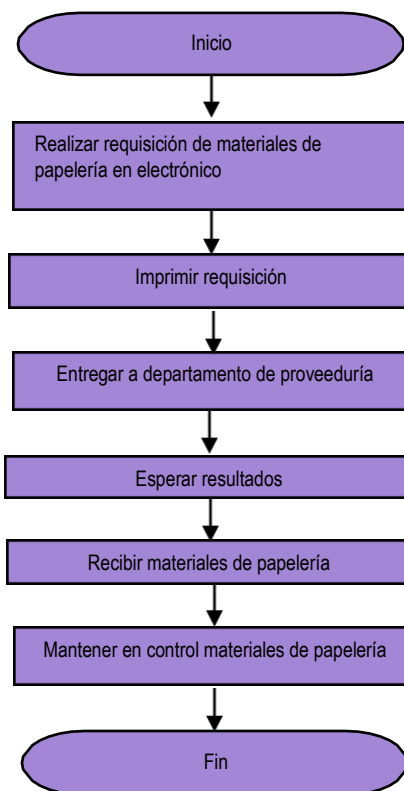 Inicio
Realizar requisición de materiales de
papelería en electrónico
Imprimir requisición
Entregar a departamento de proveeduría
Esperar resultados
Recibir materiales de papelería
Mantener en control materiales de papelería
Fin